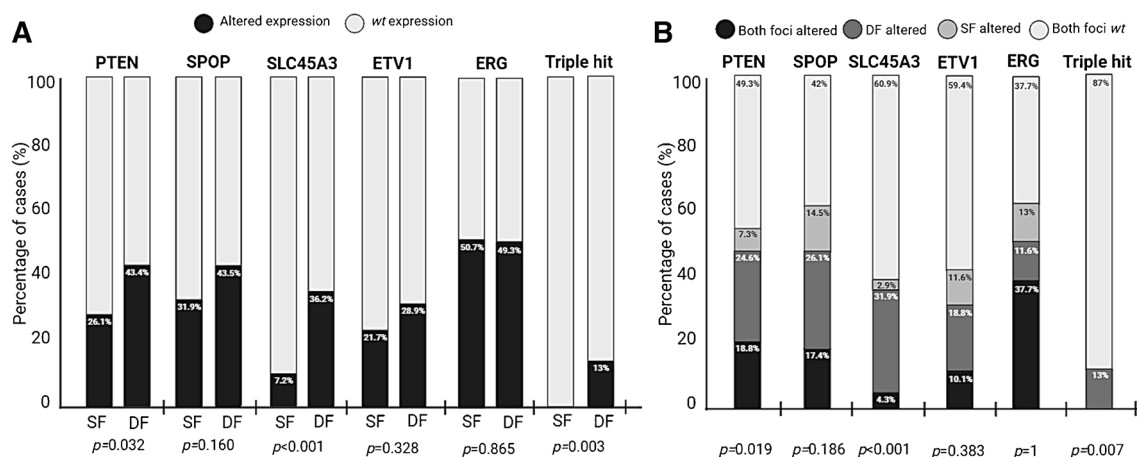 A
Altered expression
wt expression
PTEN SPOP SLC45A3 ETV1 ERG Triple hit
Percentage of cases (%)
100
80
60
40
20
0
26.1% 43.4% 31.9% 43.5% 7.2% 36.2% 21.7% 28.9% 50.7% 49.3% 13%
SF DF SF DF SF DF SF DF SF DF SF DF
p=0.032 p=0.160 p<0.001 p=0.328 p=0.865 p=0.003
B
Both foci altered DF altered SF altered Both foci wt
PTEN SPOP SLC45A3 ETV1 ERG Triple hit
Percentage of cases (%)
100
80
60
40
20
0
49.3% 42% 60.9% 59.4% 37.7% 87%
7.3% 14.5% 2.9% 11.6% 13%
24.6% 26.1% 31.9% 18.8% 11.6% 13%
18.8% 17.4% 4.3% 10.1% 37.7%
p=0.019 p=0.186 p<0.001 p=0.383 p=1 p=0.007